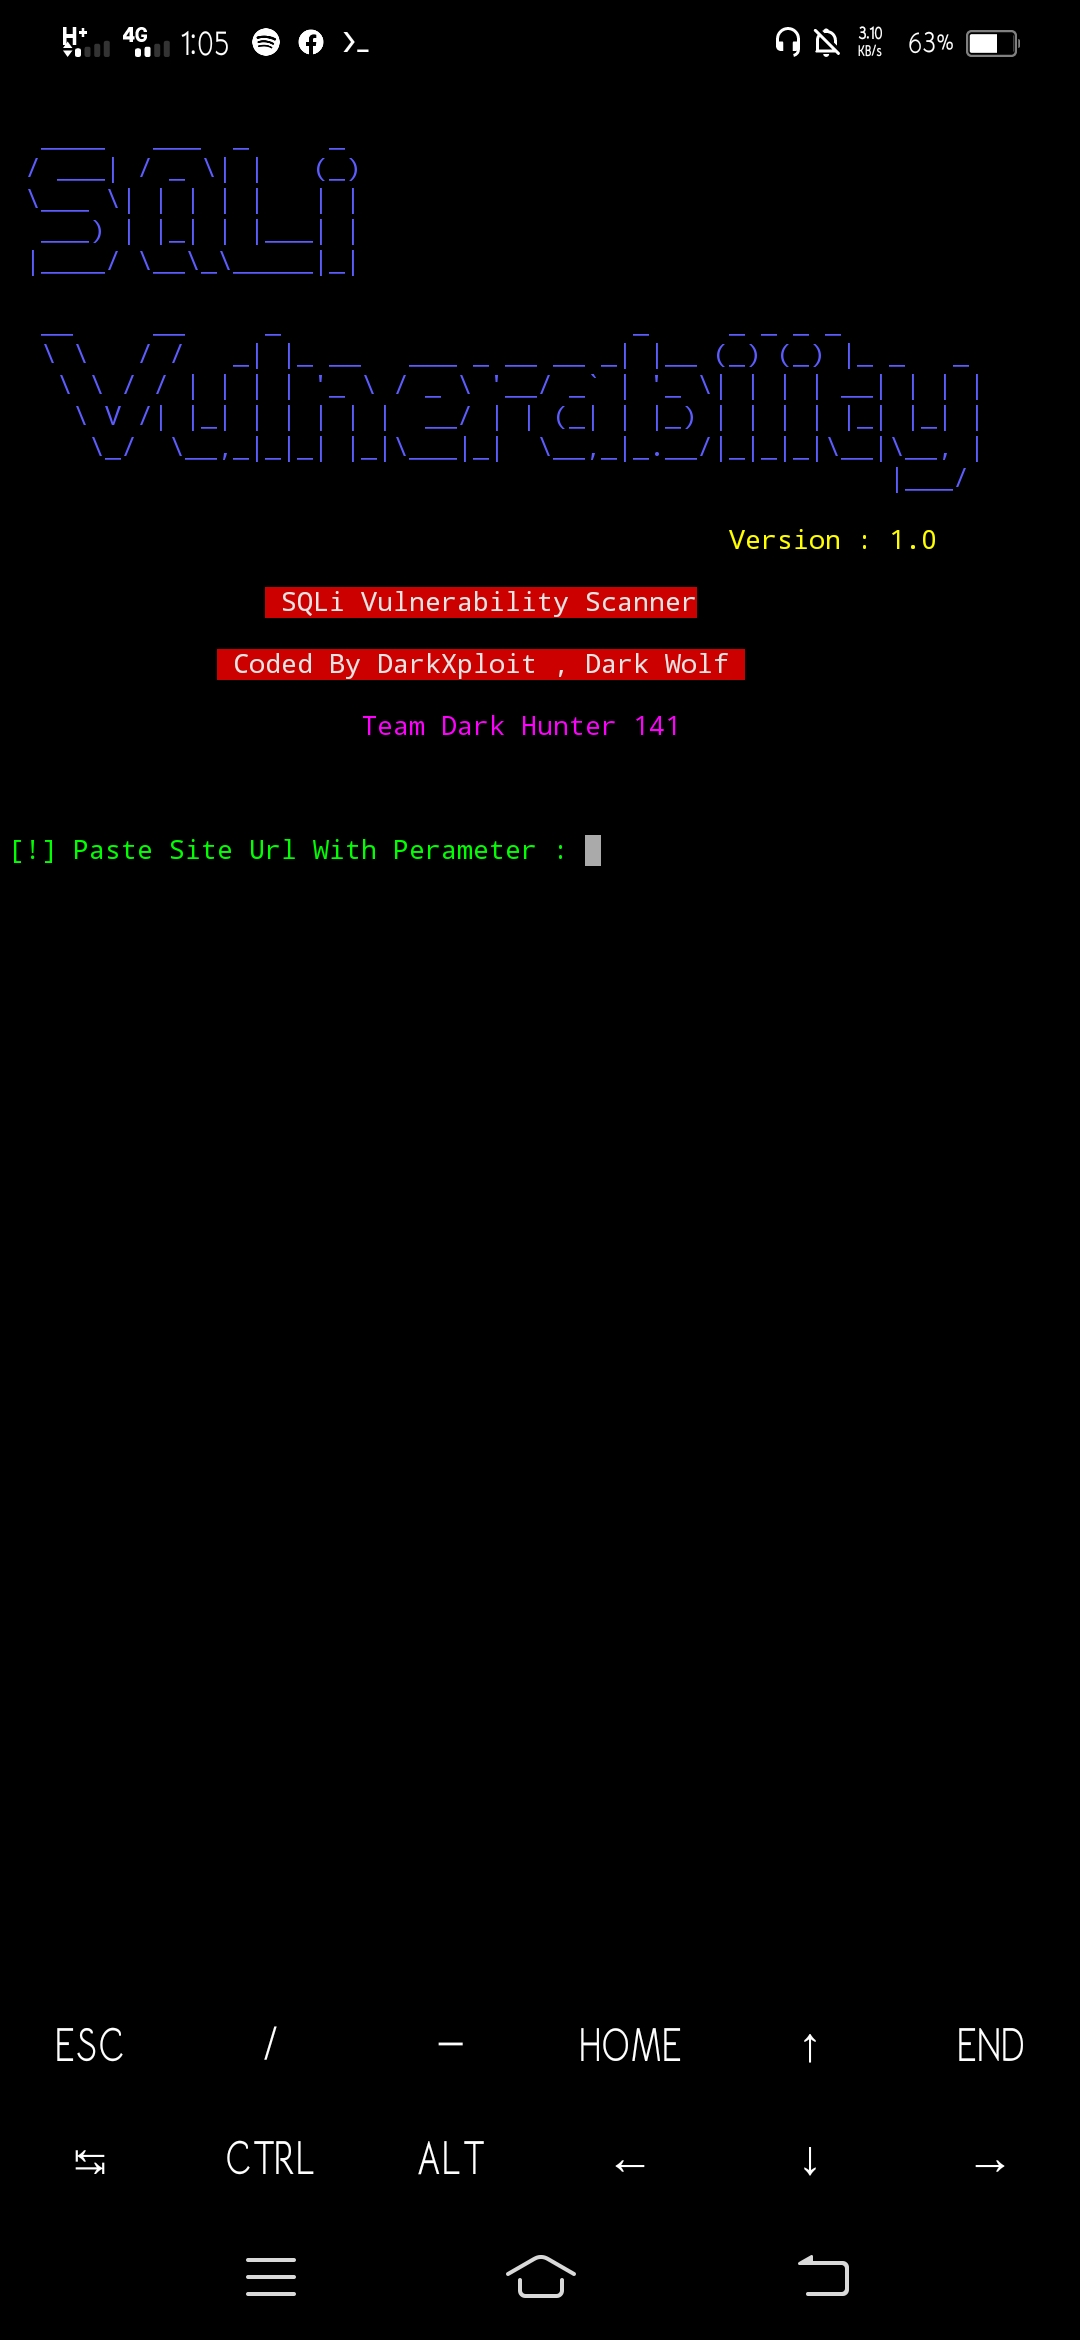 H+ 4G 1:05 3.10 KB/s 63%
SQLi
Vulnerability
Version : 1.0
SQLi Vulnerability Scanner
Coded By DarkXploit , Dark Wolf
Team Dark Hunter 141
[!] Paste Site Url With Perameter :
ESC / — HOME ↑ END
↹ CTRL ALT ← ↓ →